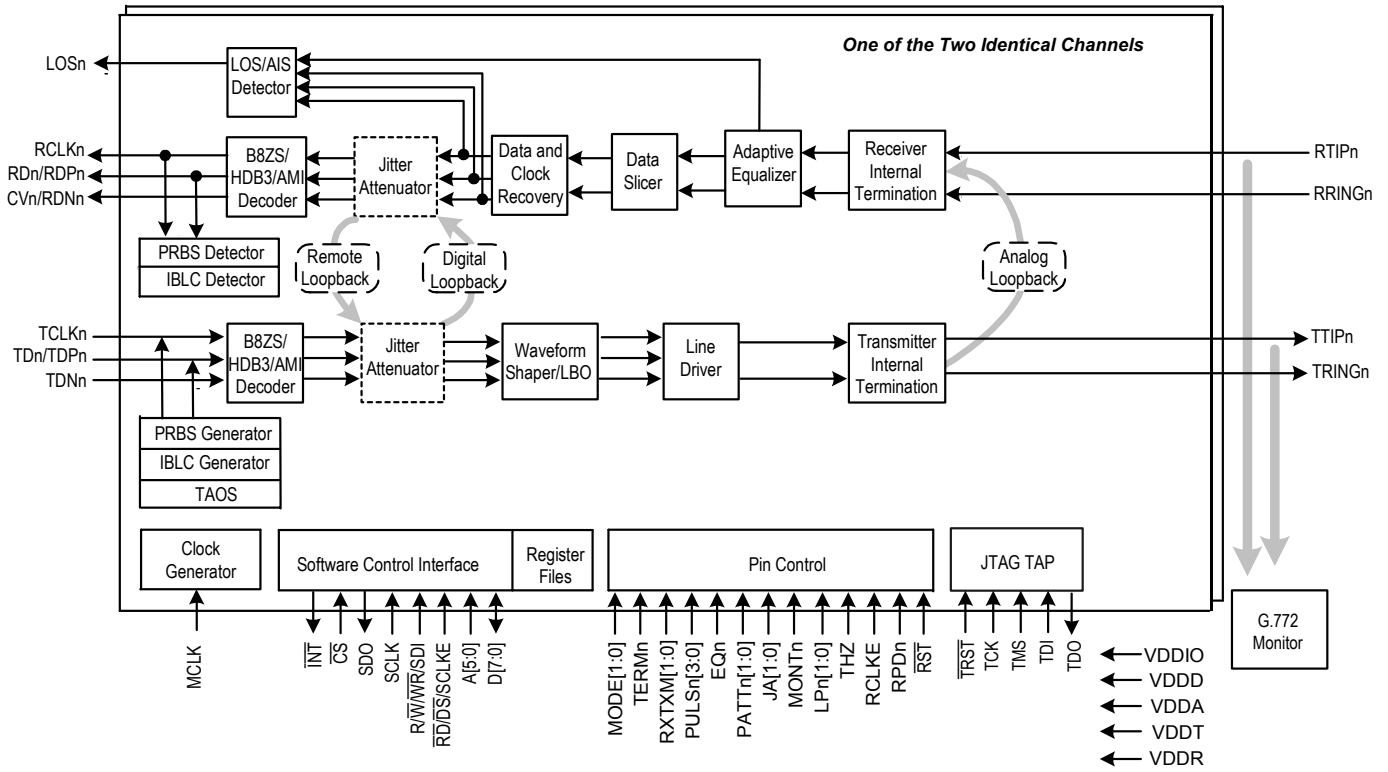 One of the Two Identical Channels
LOSn
LOS/AIS
Detector
RCLKn
RDn/RDPn
CVn/RDNn
B8ZS/
HDB3/AMI
Decoder
Jitter
Attenuator
Data and
Clock
Recovery
Data
Slicer
Adaptive
Equalizer
Receiver
Internal
Termination
RTIPn
RRINGn
PRBS Detector
IBLC Detector
Remote
Loopback
Digital
Loopback
Analog
Loopback
TCLKn
TDn/TDPn
TDNn
B8ZS/
HDB3/AMI
Decoder
Jitter
Attenuator
Waveform
Shaper/LBO
Line
Driver
Transmitter
Internal
Termination
TTIPn
TRINGn
PRBS Generator
IBLC Generator
TAOS
Clock
Generator
Software Control Interface
Register
Files
Pin Control
JTAG TAP
G.772
Monitor
MCLK
INT
CS
SDO
SCLK
R/W/WR/SDI
RD/DS/SCLKE
A[5:0]
D[7:0]
MODE[1:0]
TERMn
RXTXM[1:0]
PULSn[3:0]
EQn
PATTn[1:0]
JA[1:0]
MONTn
LPn[1:0]
THZ
RCLKE
RPDn
RST
TRST
TCK
TMS
TDI
TDO
VDDIO
VDDD
VDDA
VDDT
VDDR